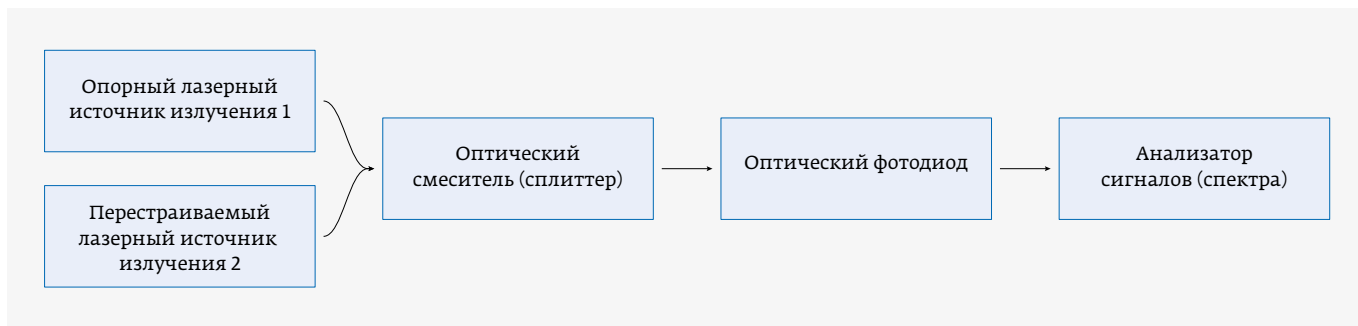 Опорный лазерный
источник излучения 1
Перестраиваемый
лазерный источник
излучения 2
Оптический
смеситель (сплиттер)
Оптический фотодиод
Анализатор
сигналов (спектра)